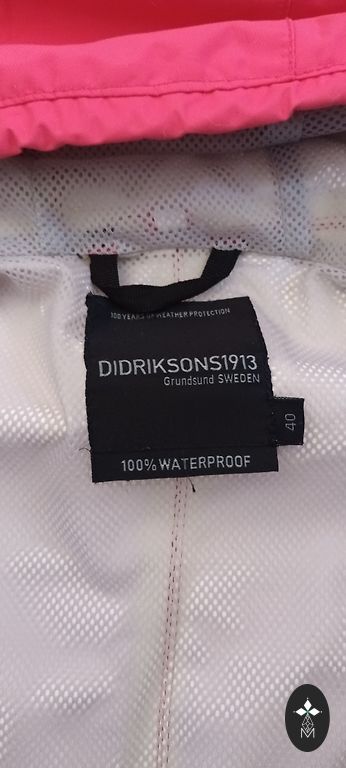 100 YEARS OF WEATHER PROTECTION
DIDRIKSONS1913
Grundsund SWEDEN
40
100% WATERPROOF
M